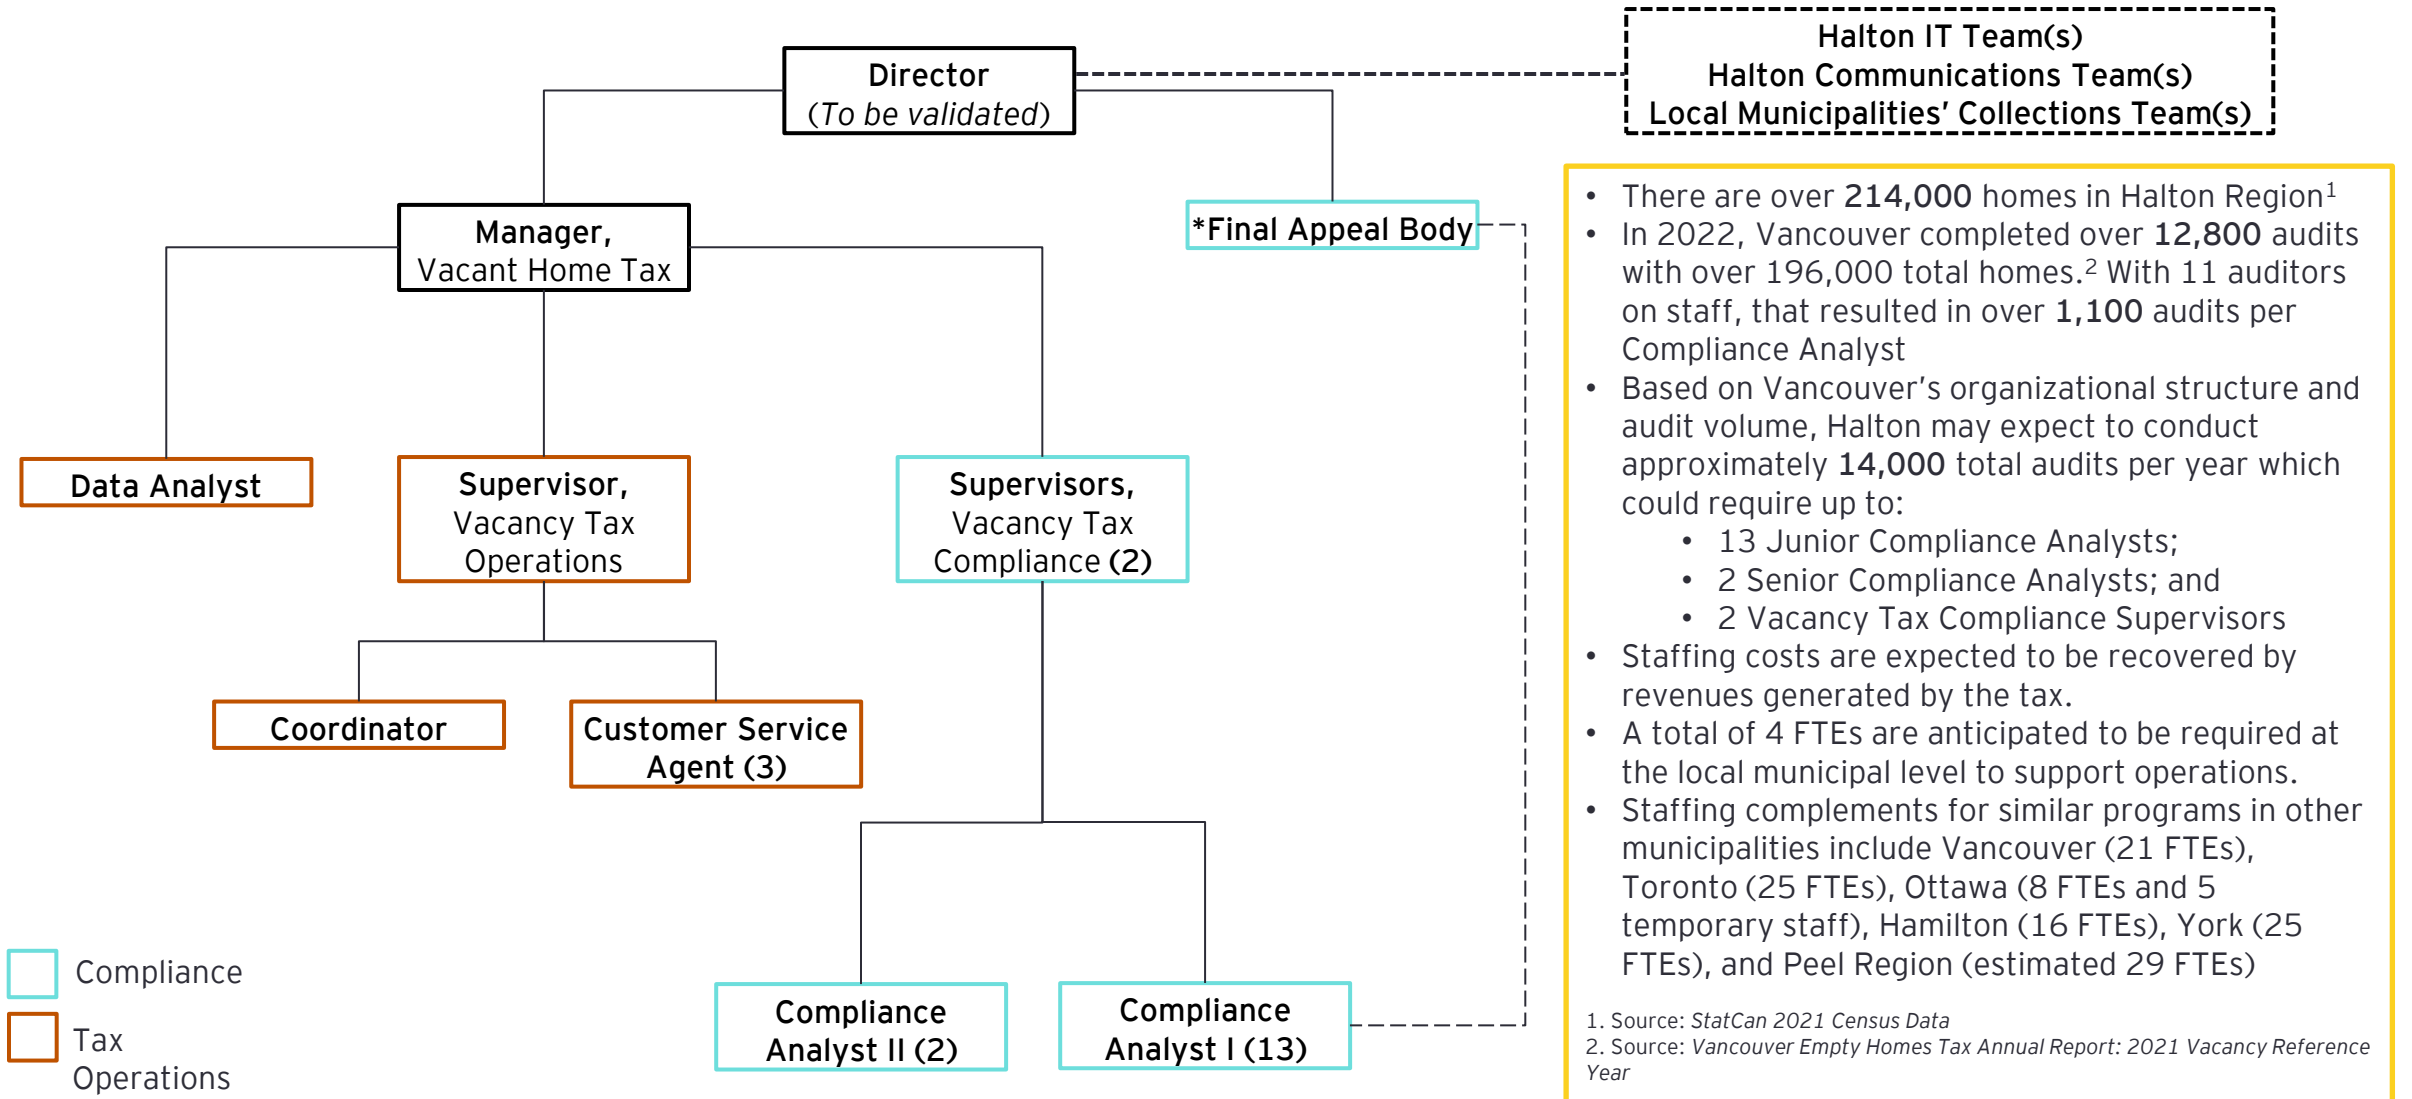 Halton IT Team(s)
Halton Communications Team(s)
Local Municipalities' Collections Team(s)
Director
(To be validated)
Manager,
Vacant Home Tax
*Final Appeal Body
Data Analyst
Supervisor,
Vacancy Tax
Operations
Supervisors,
Vacancy Tax
Compliance (2)
Coordinator
Customer Service
Agent (3)
Compliance
Analyst II (2)
Compliance
Analyst I (13)
Compliance
Tax
Operations
• There are over 214,000 homes in Halton Region1
• In 2022, Vancouver completed over 12,800 audits
with over 196,000 total homes.2 With 11 auditors
on staff, that resulted in over 1,100 audits per
Compliance Analyst
• Based on Vancouver's organizational structure and
audit volume, Halton may expect to conduct
approximately 14,000 total audits per year which
could require up to:
• 13 Junior Compliance Analysts;
• 2 Senior Compliance Analysts; and
• 2 Vacancy Tax Compliance Supervisors
• Staffing costs are expected to be recovered by
revenues generated by the tax.
• A total of 4 FTEs are anticipated to be required at
the local municipal level to support operations.
• Staffing complements for similar programs in other
municipalities include Vancouver (21 FTEs),
Toronto (25 FTEs), Ottawa (8 FTEs and 5
temporary staff), Hamilton (16 FTEs), York (25
FTEs), and Peel Region (estimated 29 FTEs)
1. Source: StatCan 2021 Census Data
2. Source: Vancouver Empty Homes Tax Annual Report: 2021 Vacancy Reference
Year